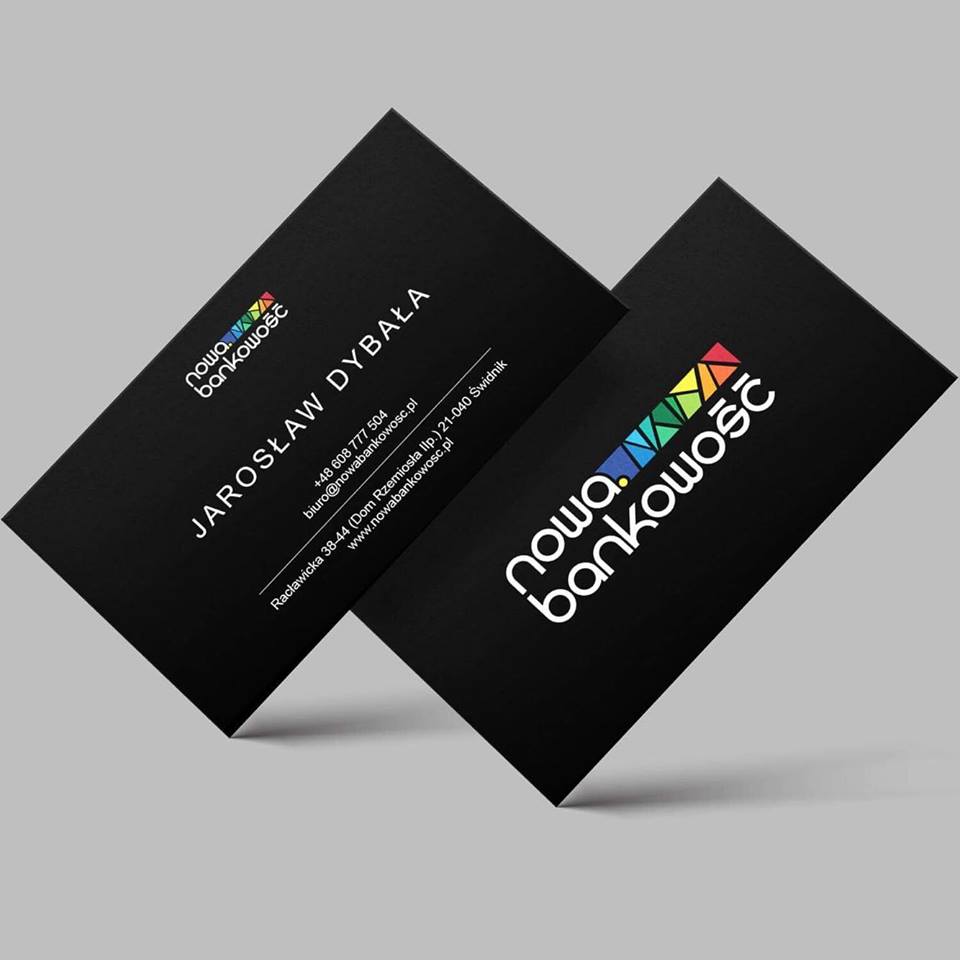 nowa.
bankowość
JAROSŁAW DYBAŁA
+48 608 777 504
biuro@nowabankowosc.pl
Racławicka 38-44 (Dom Rzemiosła IIp.) 21-040 Świdnik
www.nowabankowosc.pl
nowa.
bankowość